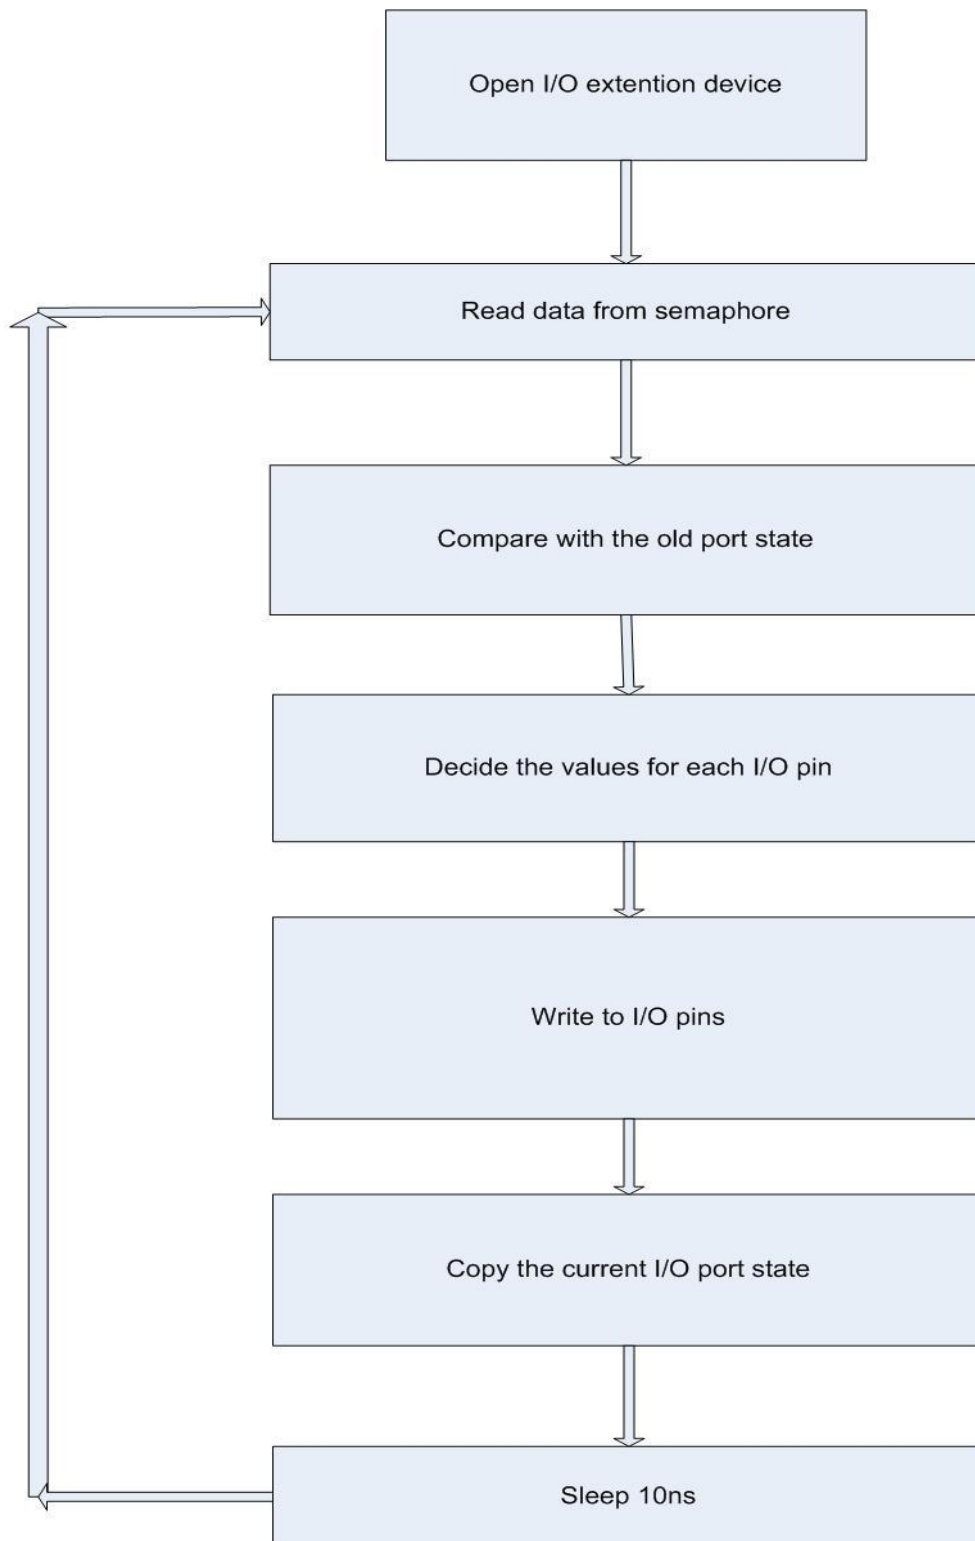 Open I/O extention device
Read data from semaphore
Compare with the old port state
Decide the values for each I/O pin
Write to I/O pins
Copy the current I/O port state
Sleep 10ns